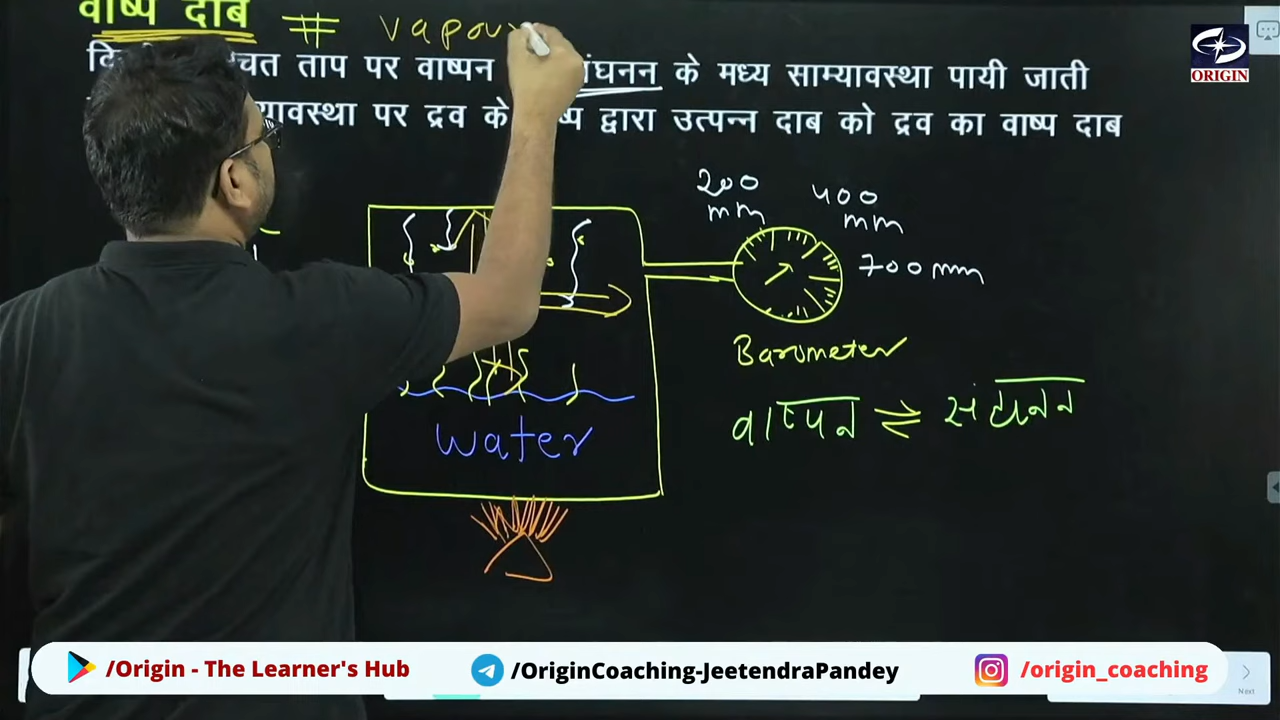 वाष्प दाब # vapour
ताप पर वाष्पन संघनन के मध्य साम्यावस्था पायी जाती
पर द्रव के द्वारा उत्पन्न दाब को द्रव का वाष्प दाब
ORIGIN
200 mm
400 mm
700 mm
Barometer
वाष्पन ⇌ संघनन
water
/Origin - The Learner's Hub
/OriginCoaching-JeetendraPandey
/origin_coaching
Next